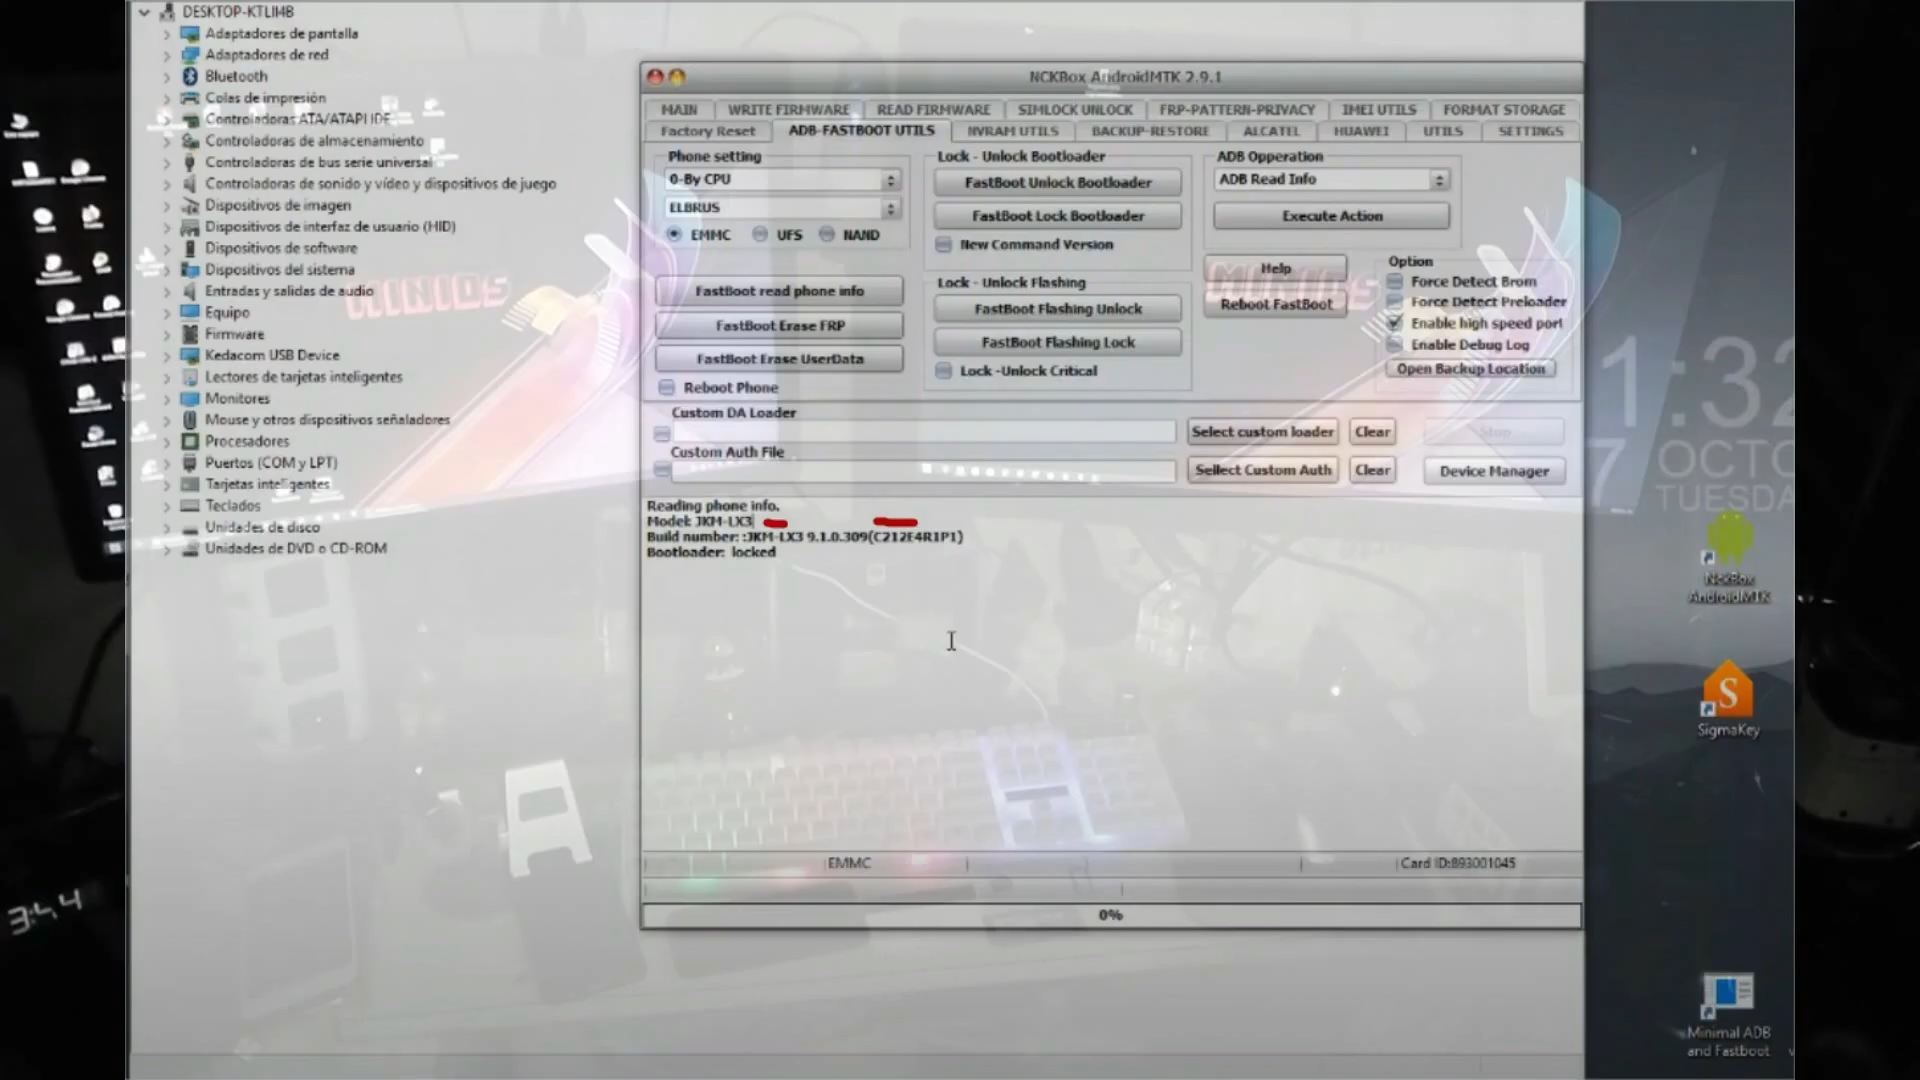 DESKTOP-KTLIM8
Adaptadores de pantalla
Adaptadores de red
Bluetooth
Colas de impresión
Controladoras ATA/ATAPI IDE
Controladoras de almacenamiento
Controladoras de bus serie universal
Controladoras de sonido y vídeo y dispositivos de juego
Dispositivos de imagen
Dispositivos de interfaz de usuario (HID)
Dispositivos de software
Dispositivos del sistema
Entradas y salidas de audio
Equipo
Firmware
Kedacom USB Device
Lectores de tarjetas inteligentes
Monitores
Mouse y otros dispositivos señaladores
Procesadores
Puertos (COM y LPT)
Tarjetas inteligentes
Teclados
Unidades de disco
Unidades de DVD o CD-ROM
MINIOS
NCKBox AndroidMTK 2.9.1
MAIN WRITE FIRMWARE READ FIRMWARE SIMLOCK UNLOCK FRP-PATTERN-PRIVACY IMEI UTILS FORMAT STORAGE
Factory Reset ADB-FASTBOOT UTILS NVRAM UTILS BACKUP-RESTORE ALCATEL HUAWEI UTILS SETTINGS
Phone setting
0-By CPU
ELBRUS
EMMC UFS NAND
FastBoot read phone info
FastBoot Erase FRP
FastBoot Erase UserData
Reboot Phone
Lock - Unlock Bootloader
FastBoot Unlock Bootloader
FastBoot Lock Bootloader
New Command Version
Lock - Unlock Flashing
FastBoot Flashing Unlock
FastBoot Flashing Lock
Lock -Unlock Critical
ADB Opperation
ADB Read Info
Execute Action
Help
Reboot FastBoot
MINIOS
Option
Force Detect Brom
Force Detect Preloader
Enable high speed port
Enable Debug Log
Open Backup Location
Custom DA Loader
Select custom loader Clear Stop
Custom Auth File
Sellect Custom Auth Clear Device Manager
Reading phone info.
Model: JKM-LX3
Build number: :JKM-LX3 9.1.0.309(C212E4R1P1)
Bootloader: locked
EMMC Card ID:893001045
0%
1:32
7 OCTO
TUESDA
NckBox
AndroidMTK
S
SigmaKey
Minimal ADB
and Fastboot
3:44